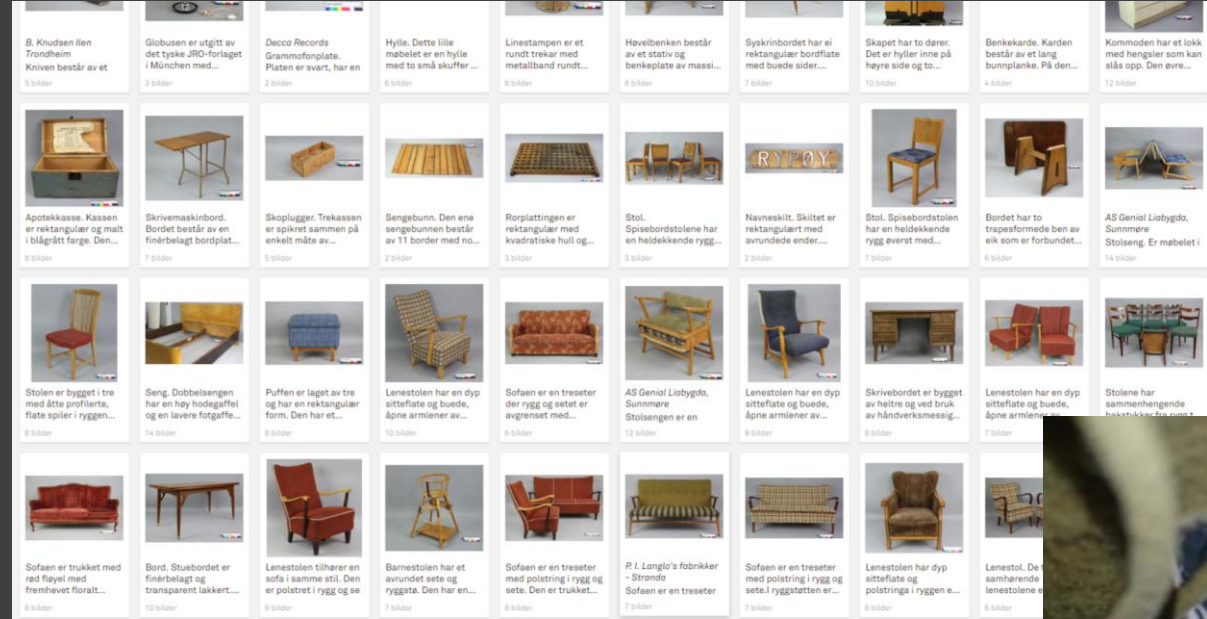 B. Knudsen Ilen
Trondheim
Kniven består av et
5 bilder
Globusen er utgitt av
det tyske JRO-forlaget
i München med...
2 bilder
Decca Records
Grammofonplate.
Platen er svart, har en
2 bilder
Hylle. Dette lille
møbelet er en hylle
med to små skuffer ...
6 bilder
Linestampen er et
rundt trekar med
metallband rundt...
8 bilder
Høvelbenken består
av et stativ og
benkeplate av massi...
8 bilder
Syskrinbordet har ei
rektangulær bordflate
med buede sider....
7 bilder
Skapet har to dører.
Det er hyller inne på
høyre side og to...
10 bilder
Benkekarde. Karden
består av et lang
bunnplanke. På den...
4 bilder
Kommoden har et lokk
med hengsler som kan
slås opp. Den øvre...
12 bilder
Apotekkasse. Kassen
er rektangulær og malt
i blågrått farge. Den...
8 bilder
Skrivemaskinbord.
Bordet består av en
finérbelagt bordplat...
7 bilder
Skoplugger. Trekassen
er spikret sammen på
enkelt måte av...
5 bilder
Sengebunn. Den ene
sengebunnen består
av 11 border med no...
2 bilder
Rorplattingen er
rektangulær med
kvadratiske hull og...
3 bilder
Stol.
Spisebordstolene har
en heldekkende rygg...
3 bilder
RYPØY
Navneskilt. Skiltet er
rektangulært med
avrundede ender....
2 bilder
Stol. Spisebordstolen
har en heldekkende
rygg øverst med...
7 bilder
Bordet har to
trapesformede ben av
eik som er forbundet...
6 bilder
AS Genial Liabygda,
Sunnmøre
Stolseng. Er møbelet i
14 bilder
Stolen er bygget i tre
med åtte profilerte,
flate spiler i ryggen...
8 bilder
Seng. Dobbelsengen
har en høy hodegaffel
og en lavere fotgaffe...
14 bilder
Puffen er laget av tre
og har en rektangulær
form. Den har et...
8 bilder
Lenestolen har en dyp
sitteflate og buede,
åpne armlener av...
10 bilder
Sofaen er en treseter
der rygg og setet er
avgrenset med...
6 bilder
AS Genial Liabygda,
Sunnmøre
Stolsengen er en
12 bilder
Lenestolen har en dyp
sitteflate og buede,
åpne armlener av...
9 bilder
Skrivebordet er bygget
av heltre og ved bruk
av håndverksmessig...
8 bilder
Lenestolen har en dyp
sitteflate og buede,
åpne armlener av...
7 bilder
Stolene har
sammenhengende
Sofaen er trukket med
rød fløyel med
fremhevet floralt...
6 bilder
Bord. Stuebordet er
finérbelagt og
transparent lakkert....
10 bilder
Lenestolen tilhører en
sofa i samme stil. Den
er polstret i rygg og se
9 bilder
Barnestolen har et
avrundet sete og
ryggstø. Den har en...
7 bilder
Sofaen er en treseter
med polstring i rygg og
sete. Den er trukket...
8 bilder
P. I. Langlo's fabrikker
- Stranda
Sofaen er en treseter
7 bilder
Sofaen er en treseter
med polstring i rygg og
sete.I ryggstøtten er...
7 bilder
Lenestolen har dyp
sitteflate og
polstringa i ryggen e...
6 bilder
Lenestol. De
samhørende
lenestolene e
6 bilder